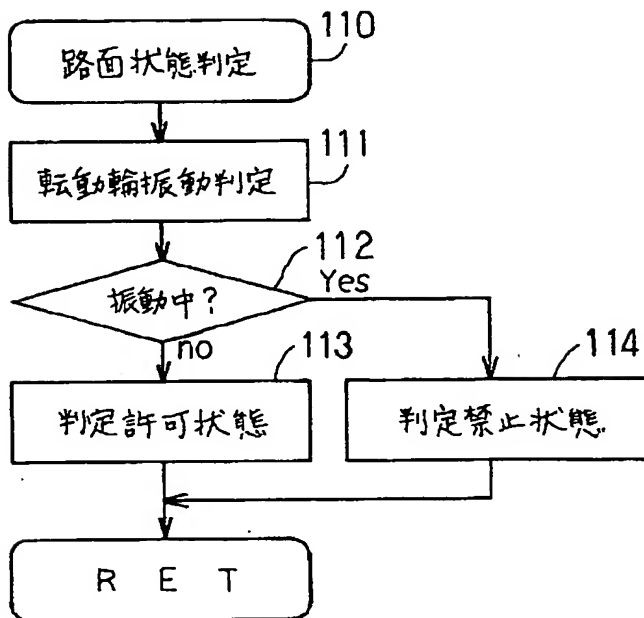 110
路面状態判定
111
転動輪振動判定
112
振動中?
Yes
no
113
114
判定許可状態
判定禁止状態
R E T